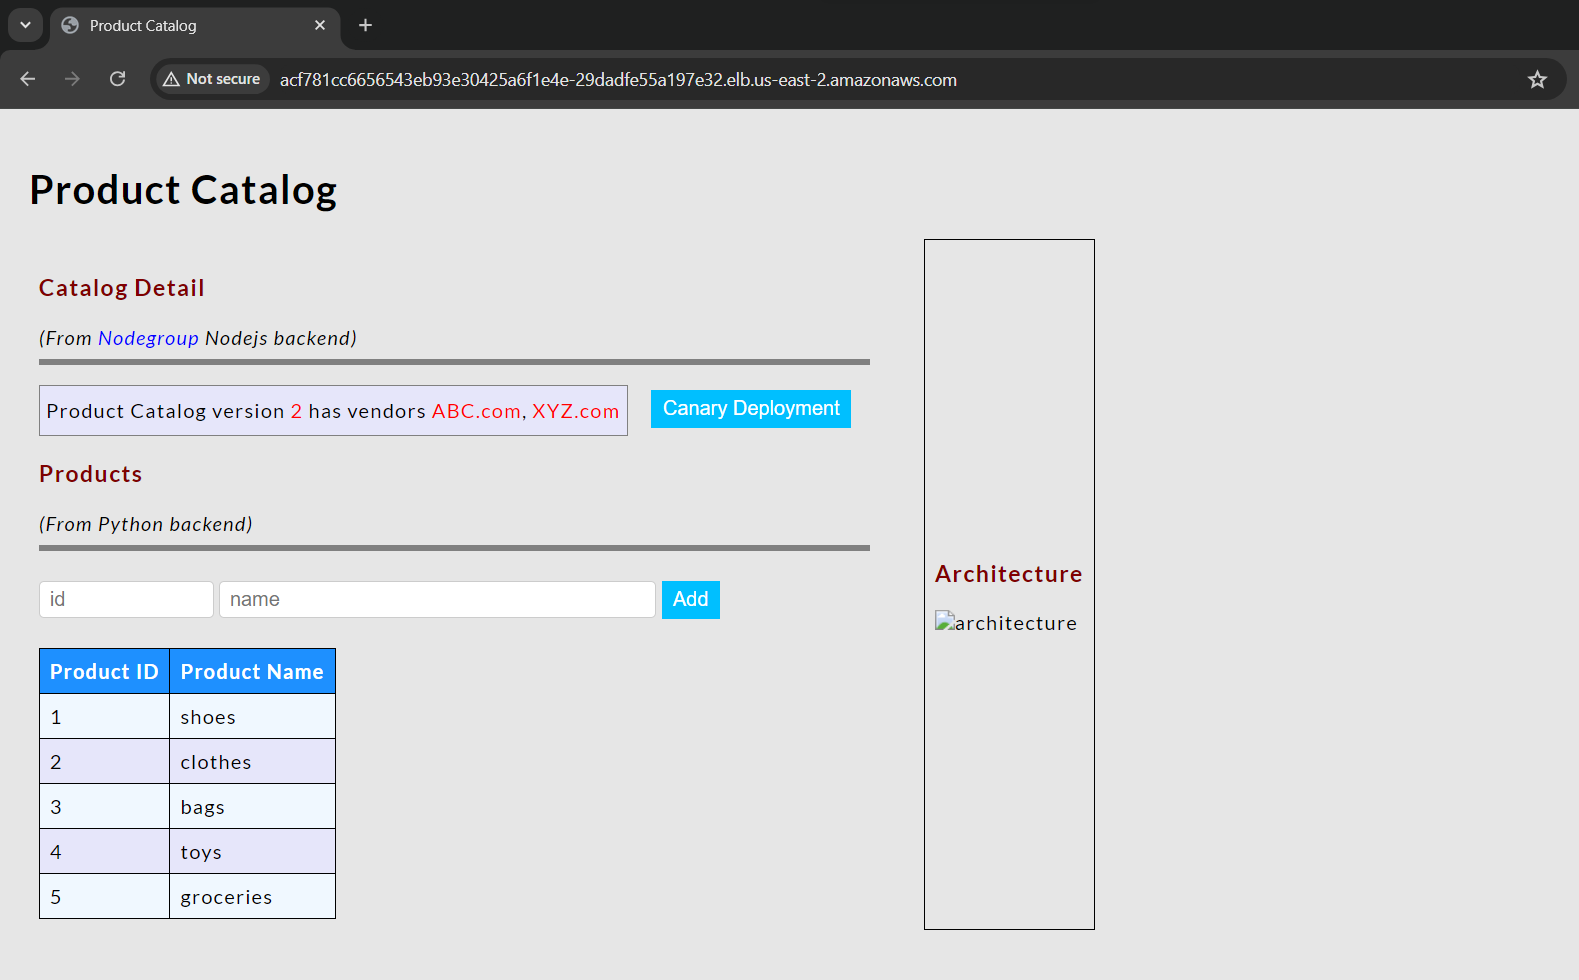 Product Catalog
Not secure
acf781cc6656543eb93e30425a6f1e4e-29dadfe55a197e32.elb.us-east-2.amazonaws.com
Product Catalog
Catalog Detail
(From Nodegroup Nodejs backend)
Product Catalog version 2 has vendors ABC.com, XYZ.com
Canary Deployment
Products
(From Python backend)
id
name
Add
Product ID Product Name
1 shoes
2 clothes
3 bags
4 toys
5 groceries
Architecture
architecture